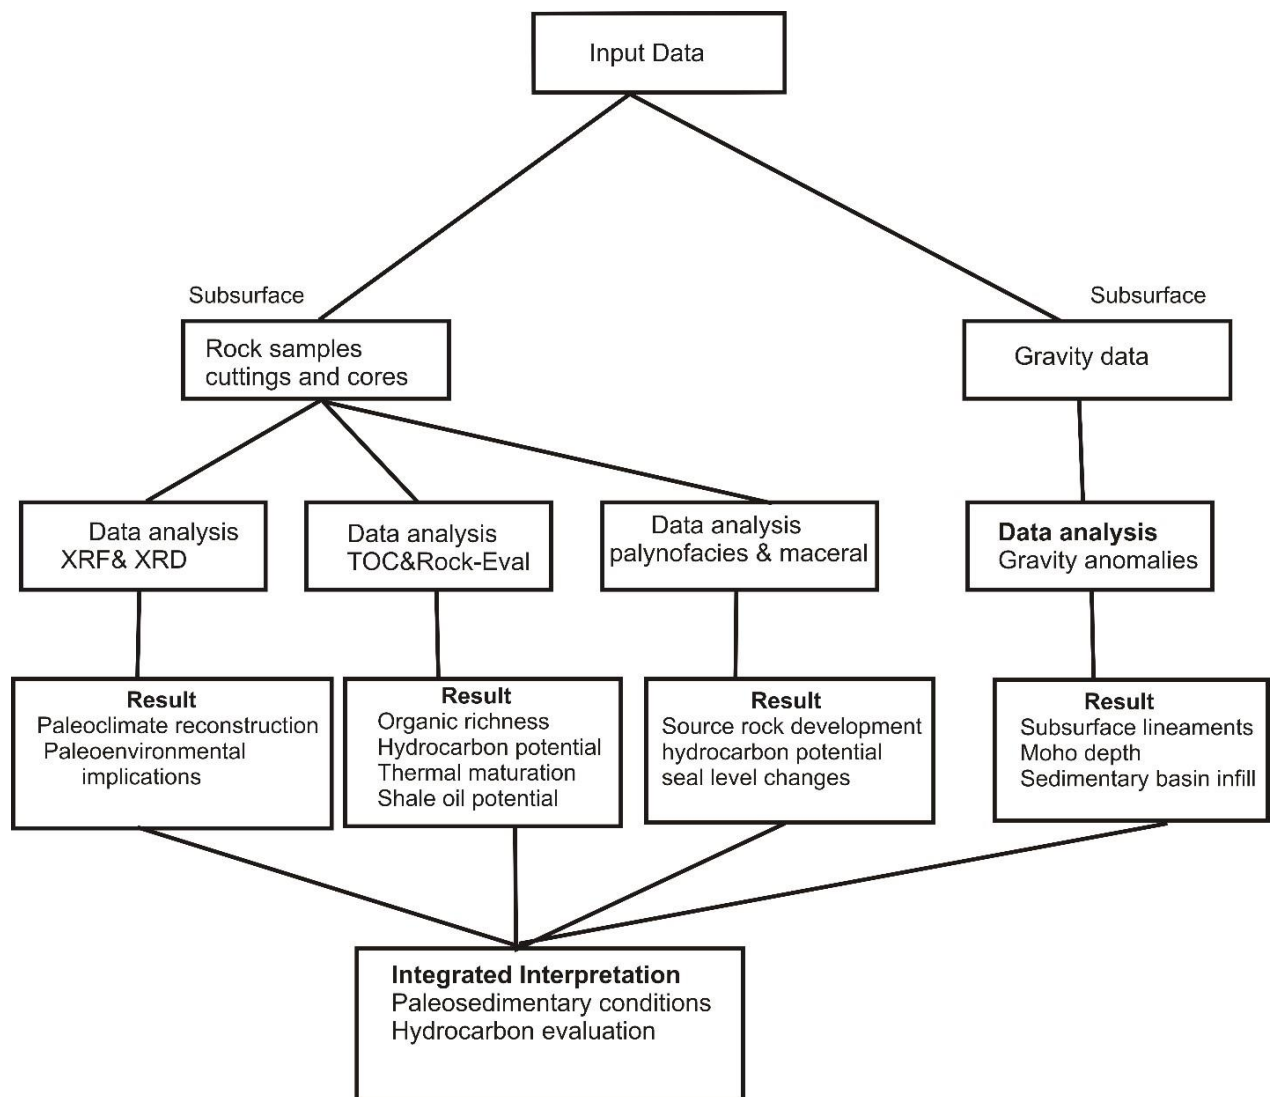 Input Data
Subsurface
Subsurface
Rock samples
cuttings and cores
Gravity data
Data analysis
XRF& XRD
Data analysis
TOC&Rock-Eval
Data analysis
palynofacies & maceral
Data analysis
Gravity anomalies
Result
Paleoclimate reconstruction
Paleoenvironmental
implications
Result
Organic richness
Hydrocarbon potential
Thermal maturation
Shale oil potential
Result
Source rock development
hydrocarbon potential
seal level changes
Result
Subsurface lineaments
Moho depth
Sedimentary basin infill
Integrated Interpretation
Paleosedimentary conditions
Hydrocarbon evaluation